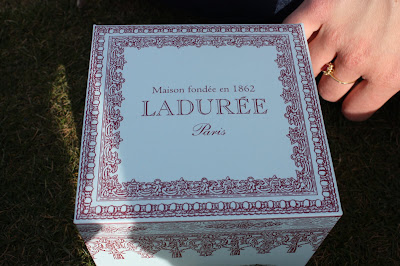 Maison fondée en 1862
LADURÉE
Paris